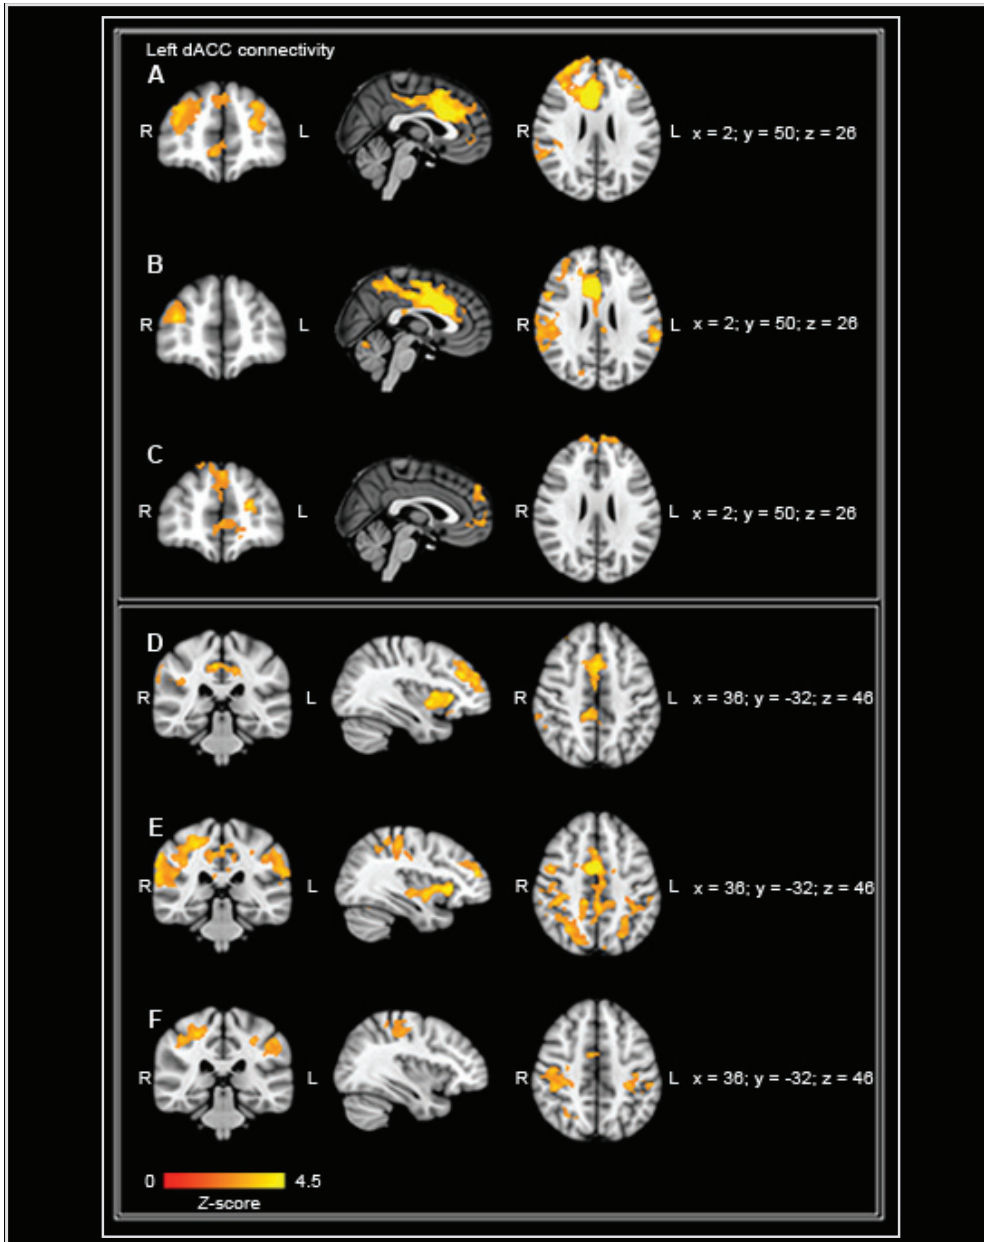 Left dACC connectivity
A
R L R L x = 2; y = 50; z = 26
B
R L R L x = 2; y = 50; z = 26
C
R L R L x = 2; y = 50; z = 26
D
R L R L x = 36; y = -32; z = 46
E
R L R L x = 36; y = -32; z = 46
F
R L R L x = 36; y = -32; z = 46
0 4.5
Z-score